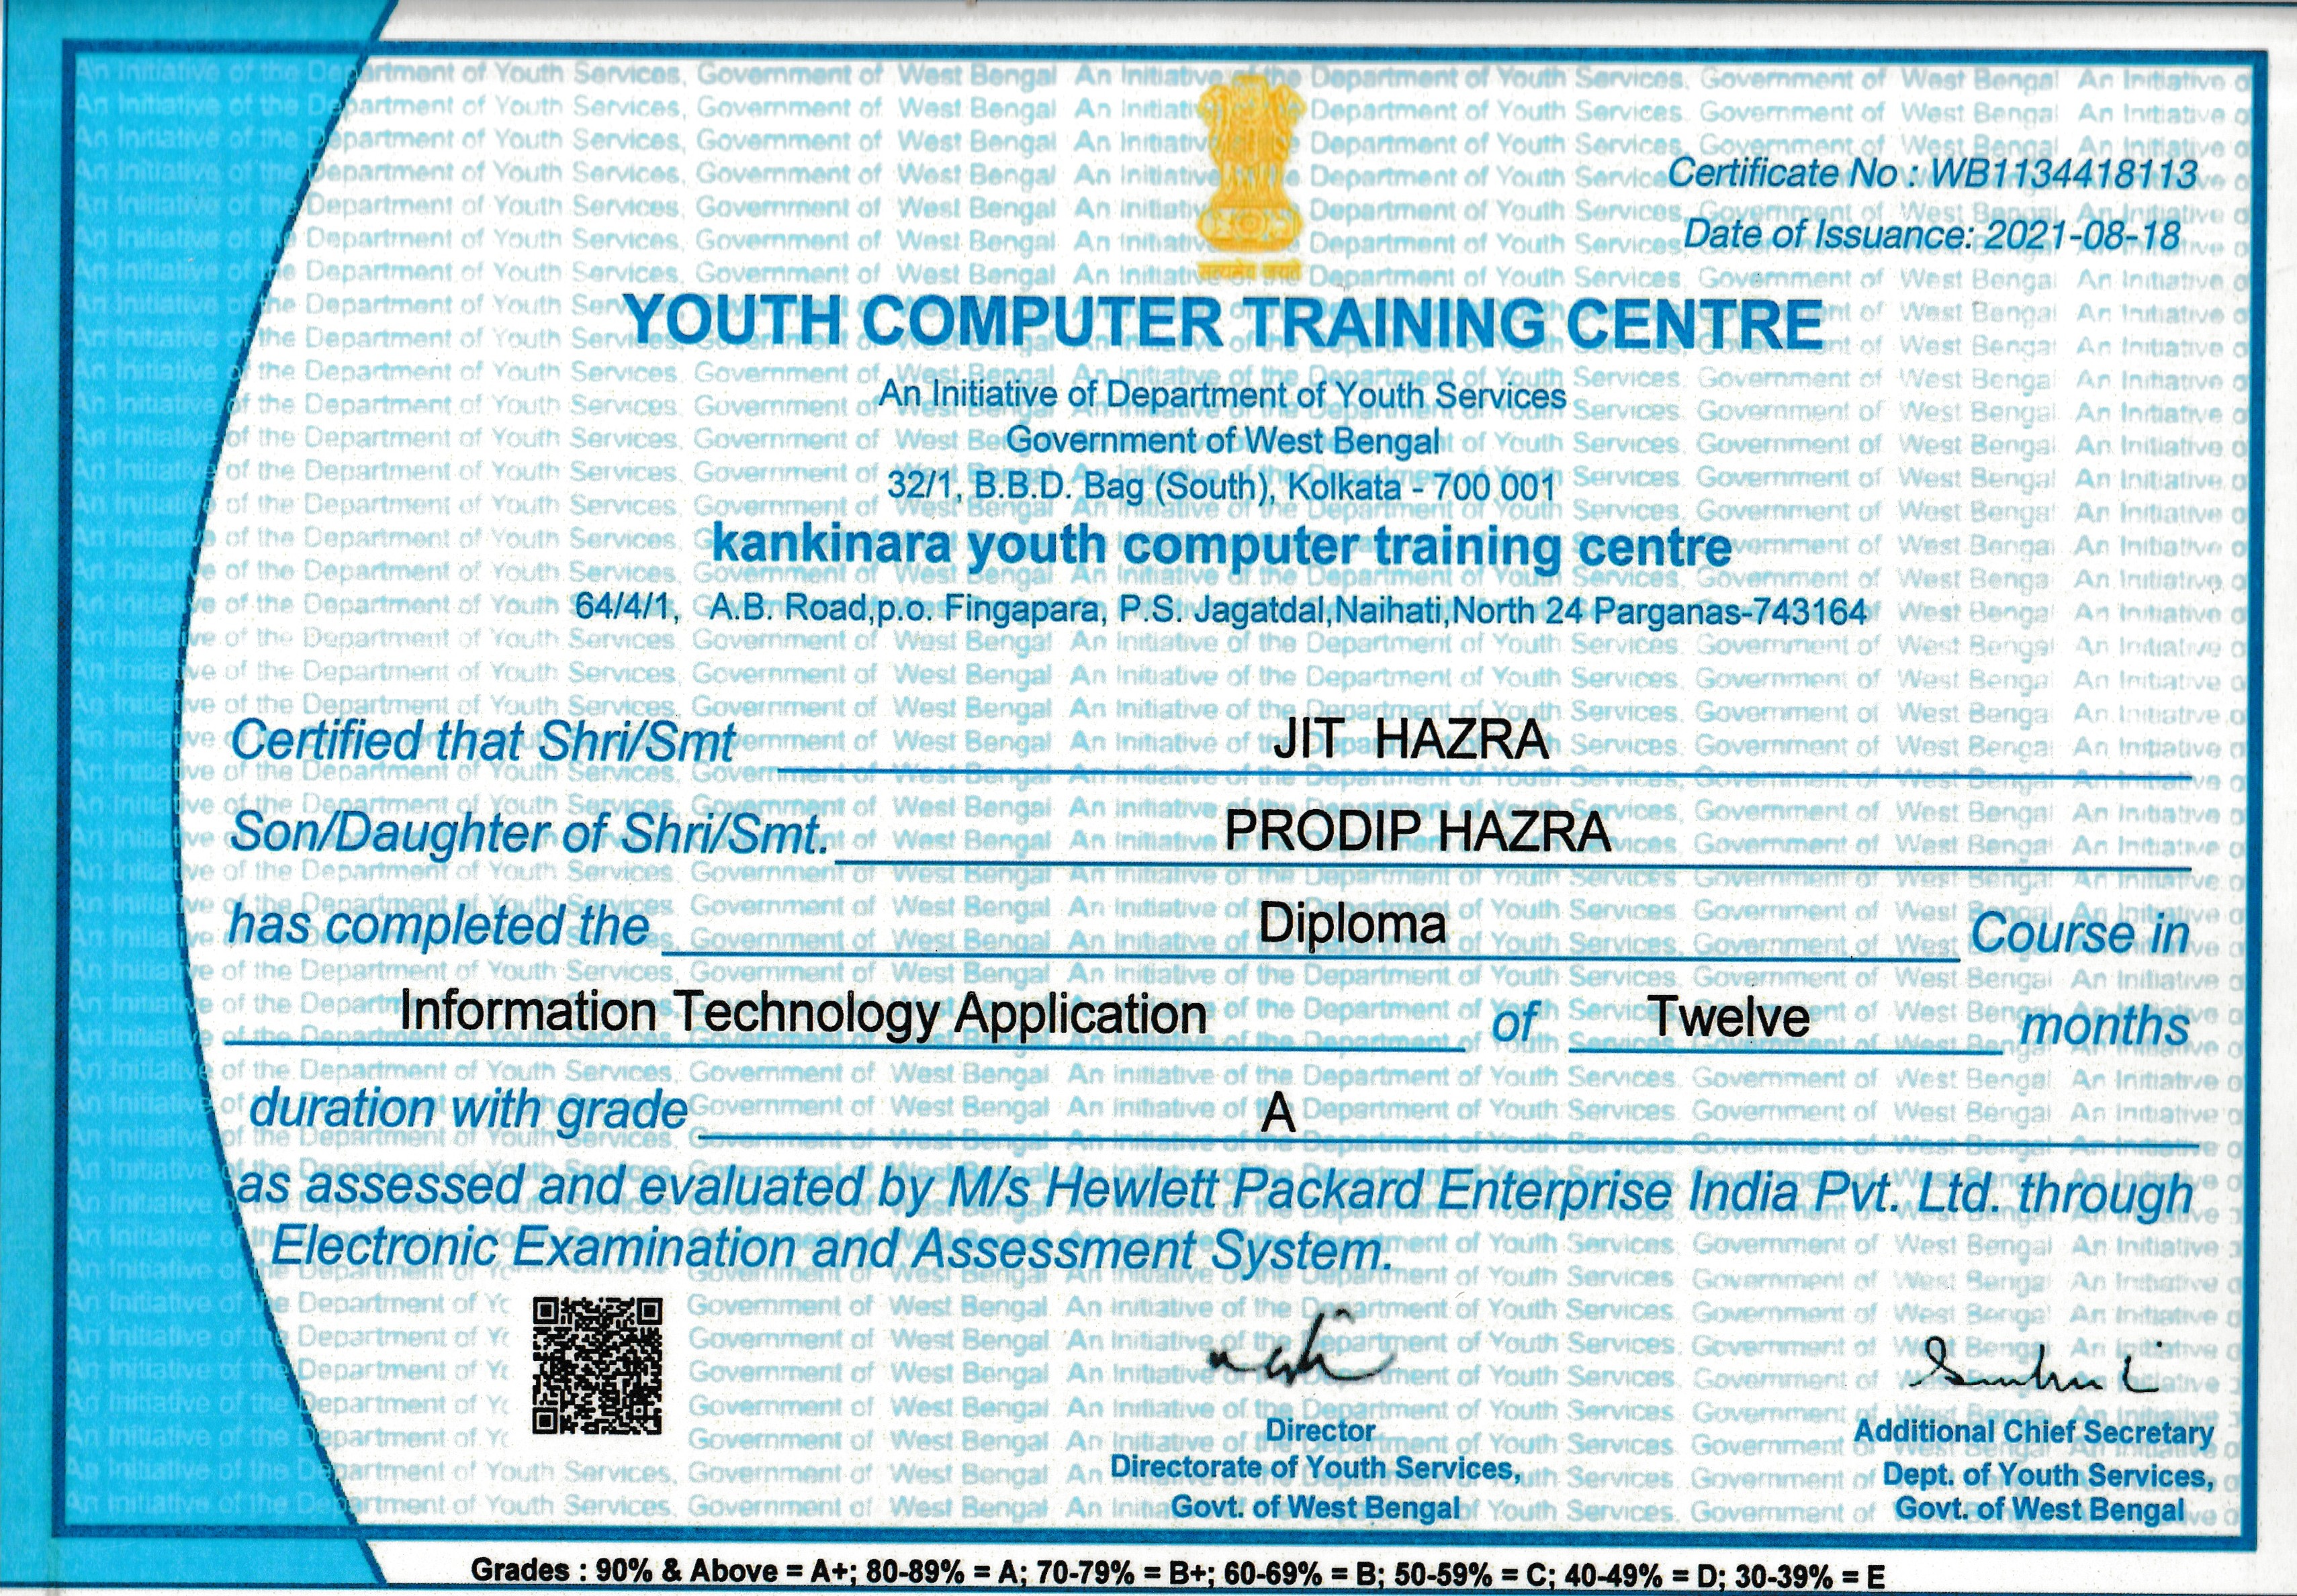 Certificate No : WB1134418113
Date of Issuance: 2021-08-18
सत्यमेव जयते
YOUTH COMPUTER TRAINING CENTRE
An Initiative of Department of Youth Services
Government of West Bengal
32/1, B.B.D. Bag (South), Kolkata - 700 001
kankinara youth computer training centre
64/4/1, A.B. Road,p.o. Fingapara, P.S. Jagatdal,Naihati,North 24 Parganas-743164
Certified that Shri/Smt JIT HAZRA
Son/Daughter of Shri/Smt. PRODIP HAZRA
has completed the Diploma Course in
Information Technology Application of Twelve months
duration with grade A
as assessed and evaluated by M/s Hewlett Packard Enterprise India Pvt. Ltd. through
Electronic Examination and Assessment System.
Director
Directorate of Youth Services,
Govt. of West Bengal
Additional Chief Secretary
Dept. of Youth Services,
Govt. of West Bengal
Grades : 90% & Above = A+; 80-89% = A; 70-79% = B+; 60-69% = B; 50-59% = C; 40-49% = D; 30-39% = E